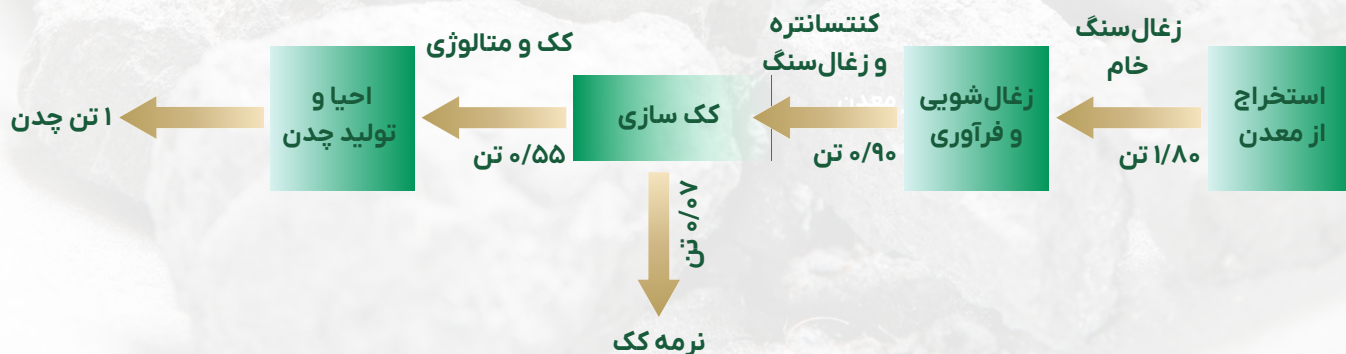 استخراج
از معدن
زغال‌سنگ
خام
۱/۸۰ تن
زغال‌شویی
و فرآوری
کنتسانتره
و زغال‌سنگ
معدن
۰/۹۰ تن
کک سازی
۰/۰۷ تن
نرمه کک
کک و متالوژی
۰/۵۵ تن
احیا و
تولید چدن
۱ تن چدن